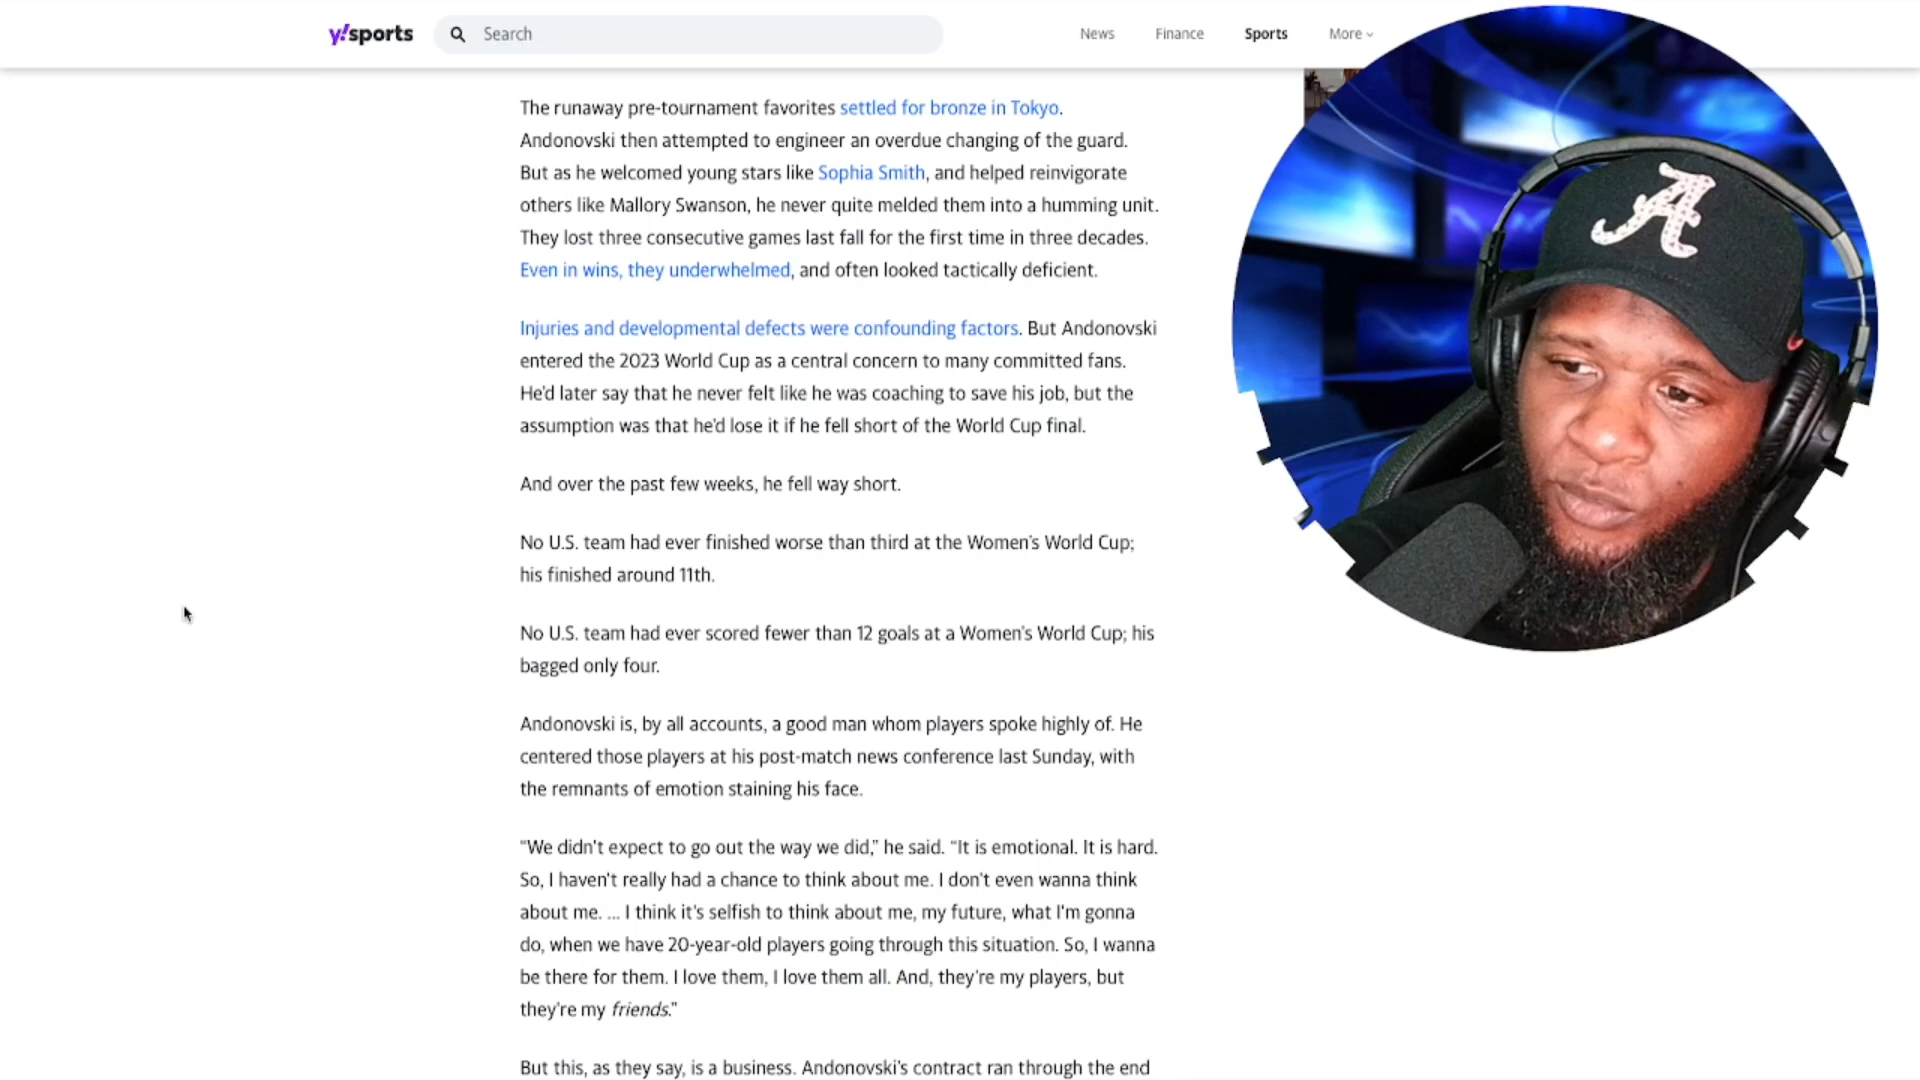 y!sports
Search
News
Finance
Sports
More
The runaway pre-tournament favorites settled for bronze in Tokyo.
Andonovski then attempted to engineer an overdue changing of the guard.
But as he welcomed young stars like Sophia Smith, and helped reinvigorate
others like Mallory Swanson, he never quite melded them into a humming unit.
They lost three consecutive games last fall for the first time in three decades.
Even in wins, they underwhelmed, and often looked tactically deficient.
Injuries and developmental defects were confounding factors. But Andonovski
entered the 2023 World Cup as a central concern to many committed fans.
He'd later say that he never felt like he was coaching to save his job, but the
assumption was that he'd lose it if he fell short of the World Cup final.
And over the past few weeks, he fell way short.
No U.S. team had ever finished worse than third at the Women's World Cup;
his finished around 11th.
No U.S. team had ever scored fewer than 12 goals at a Women's World Cup; his
bagged only four.
Andonovski is, by all accounts, a good man whom players spoke highly of. He
centered those players at his post-match news conference last Sunday, with
the remnants of emotion staining his face.
“We didn't expect to go out the way we did,” he said. “It is emotional. It is hard.
So, I haven't really had a chance to think about me. I don't even wanna think
about me. ... I think it's selfish to think about me, my future, what I'm gonna
do, when we have 20-year-old players going through this situation. So, I wanna
be there for them. I love them, I love them all. And, they're my players, but
they're my friends.”
But this, as they say, is a business. Andonovski's contract ran through the end
A